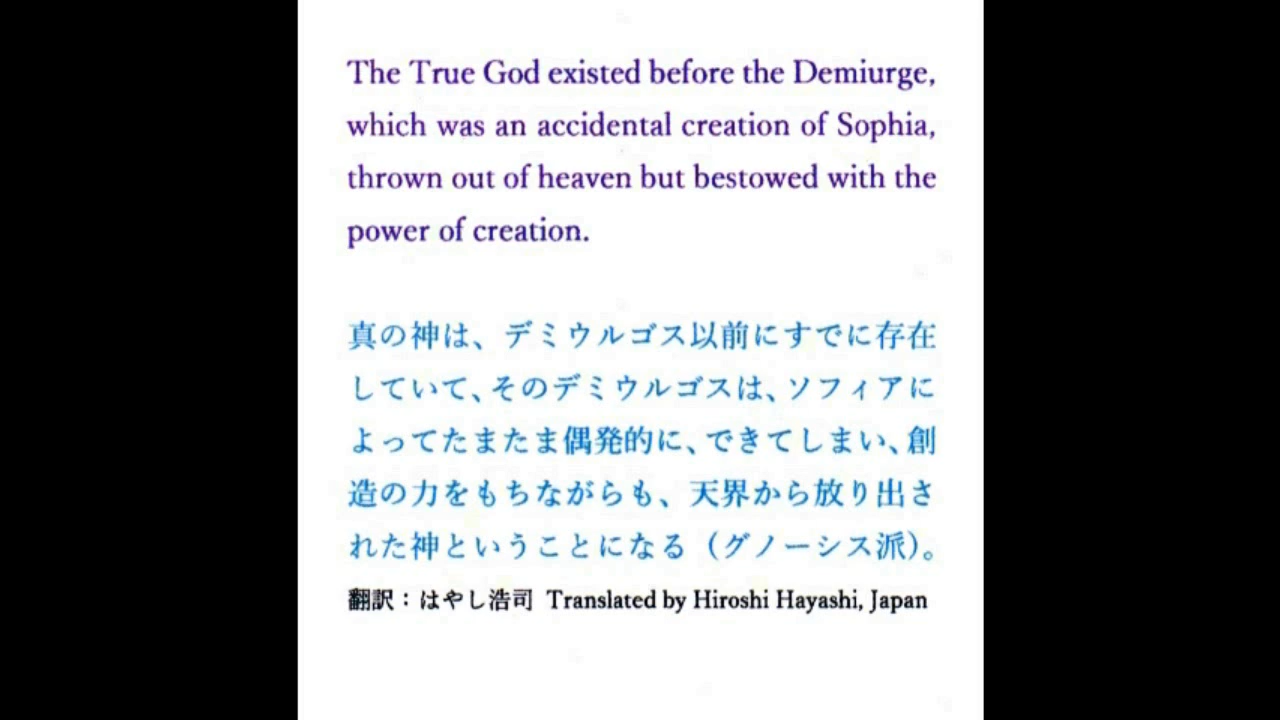 The True God existed before the Demiurge,
which was an accidental creation of Sophia,
thrown out of heaven but bestowed with the
power of creation.
真の神は、デミウルゴス以前にすでに存在
していて、そのデミウルゴスは、ソフィアに
よってたまたま偶発的に、できてしまい、創
造の力をもちながらも、天界から放り出さ
れた神ということになる（グノーシス派）。
翻訳：はやし浩司 Translated by Hiroshi Hayashi, Japan